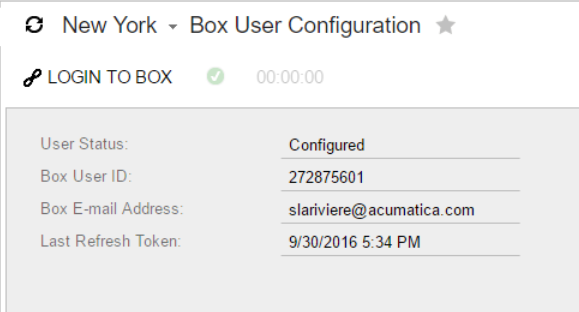 New York - Box User Configuration
LOGIN TO BOX 00:00:00
User Status: Configured
Box User ID: 272875601
Box E-mail Address: slariviere@acumatica.com
Last Refresh Token: 9/30/2016 5:34 PM